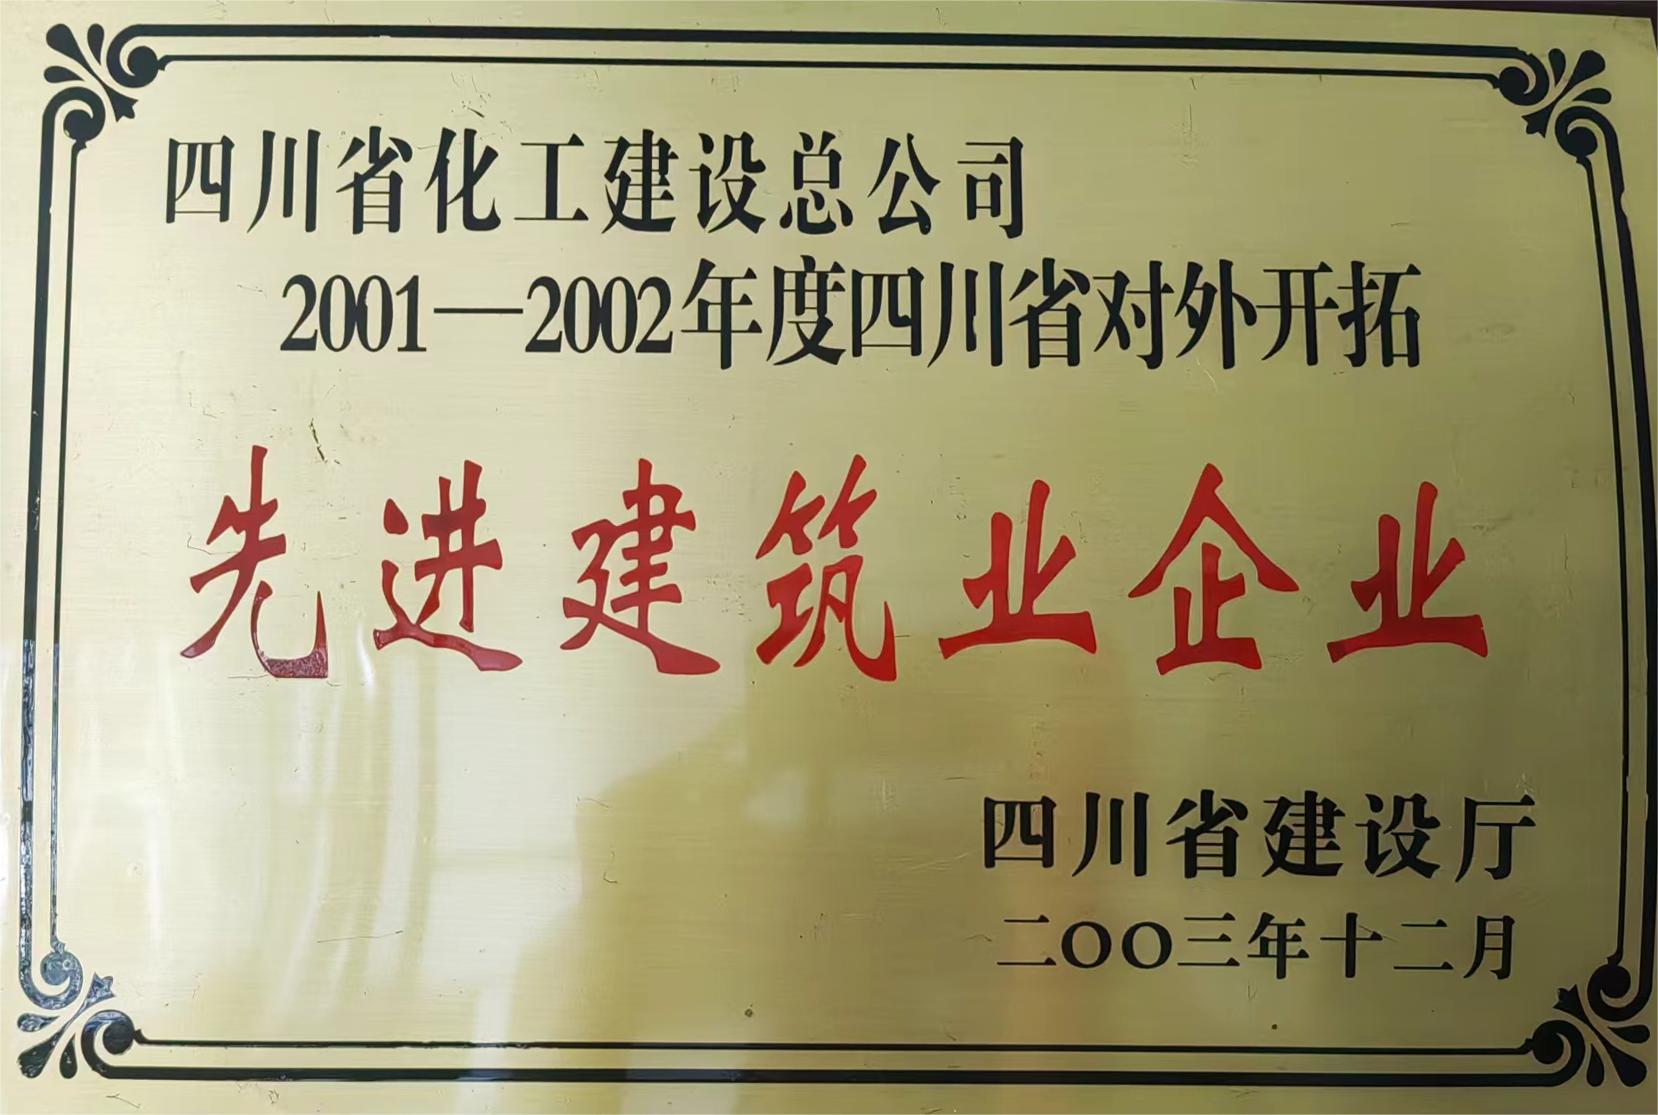 四川省化工建设总公司
2001—2002年度四川省对外开拓
先进建筑业企业
四川省建设厅
二〇〇三年十二月